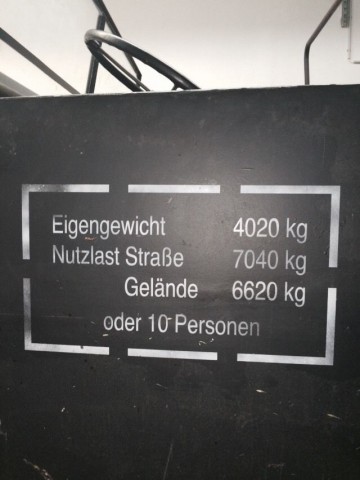 Eigengewicht 4020 kg
Nutzlast Straße 7040 kg
Gelände 6620 kg
oder 10 Personen